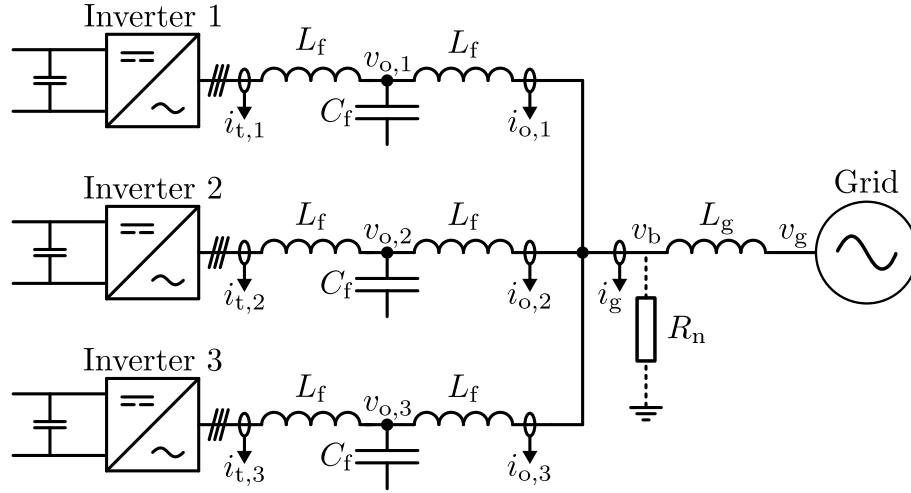 Inverter 1
L_f
v_o,1
L_f
C_f
i_t,1
i_o,1
Inverter 2
L_f
v_o,2
L_f
C_f
i_t,2
i_o,2
v_b
L_g
v_g
Grid
i_g
R_n
Inverter 3
L_f
v_o,3
L_f
C_f
i_t,3
i_o,3